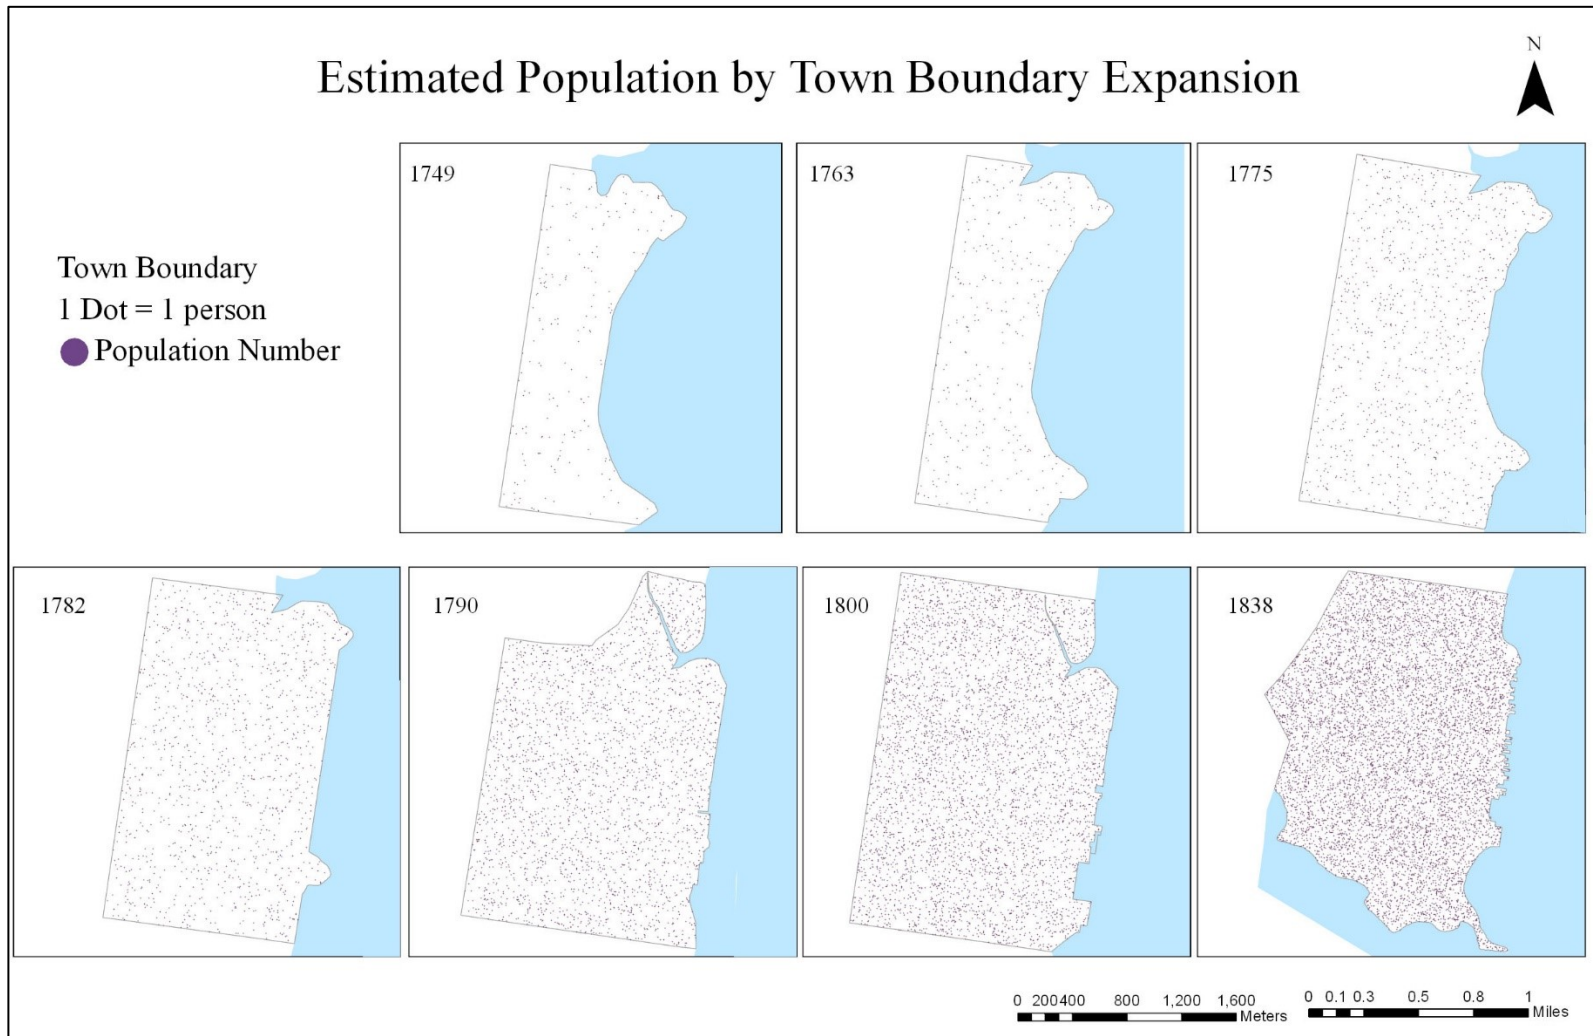 Estimated Population by Town Boundary Expansion
N
1749
1763
1775
Town Boundary
1 Dot = 1 person
Population Number
1782
1790
1800
1838
0 200 400 800 1,200 1,600 Meters
0 0.1 0.3 0.5 0.8 1 Miles